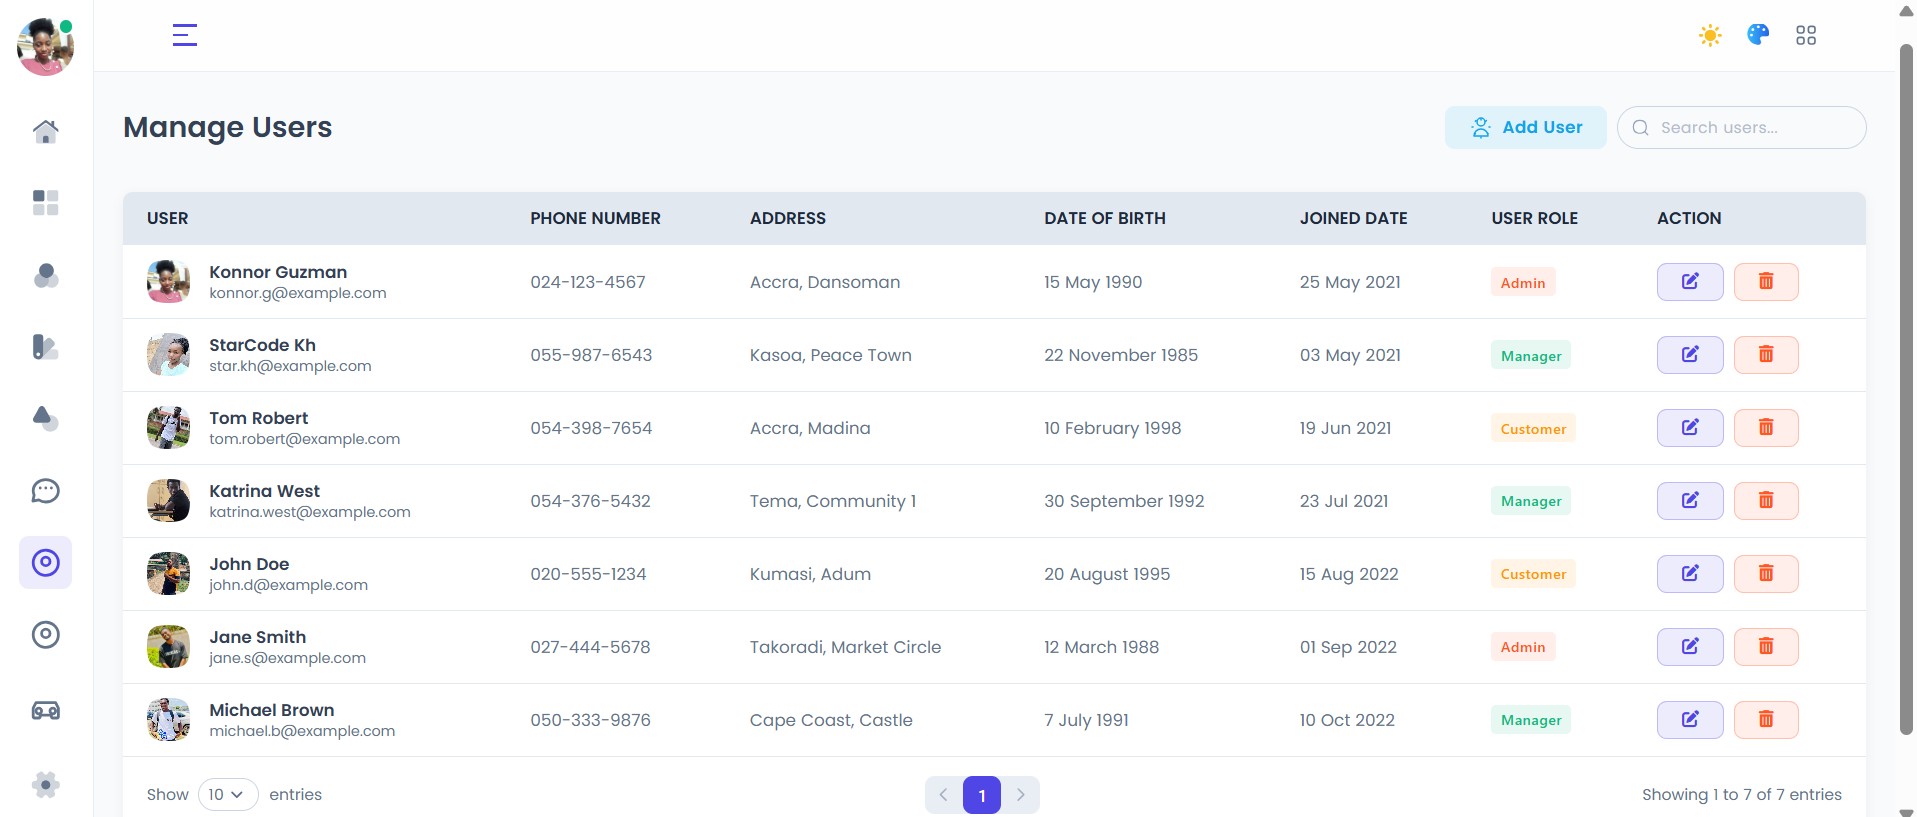 Manage Users
Add User
Search users...
USER PHONE NUMBER ADDRESS DATE OF BIRTH JOINED DATE USER ROLE ACTION
Konnor Guzman
konnor.g@example.com
024-123-4567 Accra, Dansoman 15 May 1990 25 May 2021 Admin
StarCode Kh
star.kh@example.com
055-987-6543 Kasoa, Peace Town 22 November 1985 03 May 2021 Manager
Tom Robert
tom.robert@example.com
054-398-7654 Accra, Madina 10 February 1998 19 Jun 2021 Customer
Katrina West
katrina.west@example.com
054-376-5432 Tema, Community 1 30 September 1992 23 Jul 2021 Manager
John Doe
john.d@example.com
020-555-1234 Kumasi, Adum 20 August 1995 15 Aug 2022 Customer
Jane Smith
jane.s@example.com
027-444-5678 Takoradi, Market Circle 12 March 1988 01 Sep 2022 Admin
Michael Brown
michael.b@example.com
050-333-9876 Cape Coast, Castle 7 July 1991 10 Oct 2022 Manager
Show 10 entries
1
Showing 1 to 7 of 7 entries